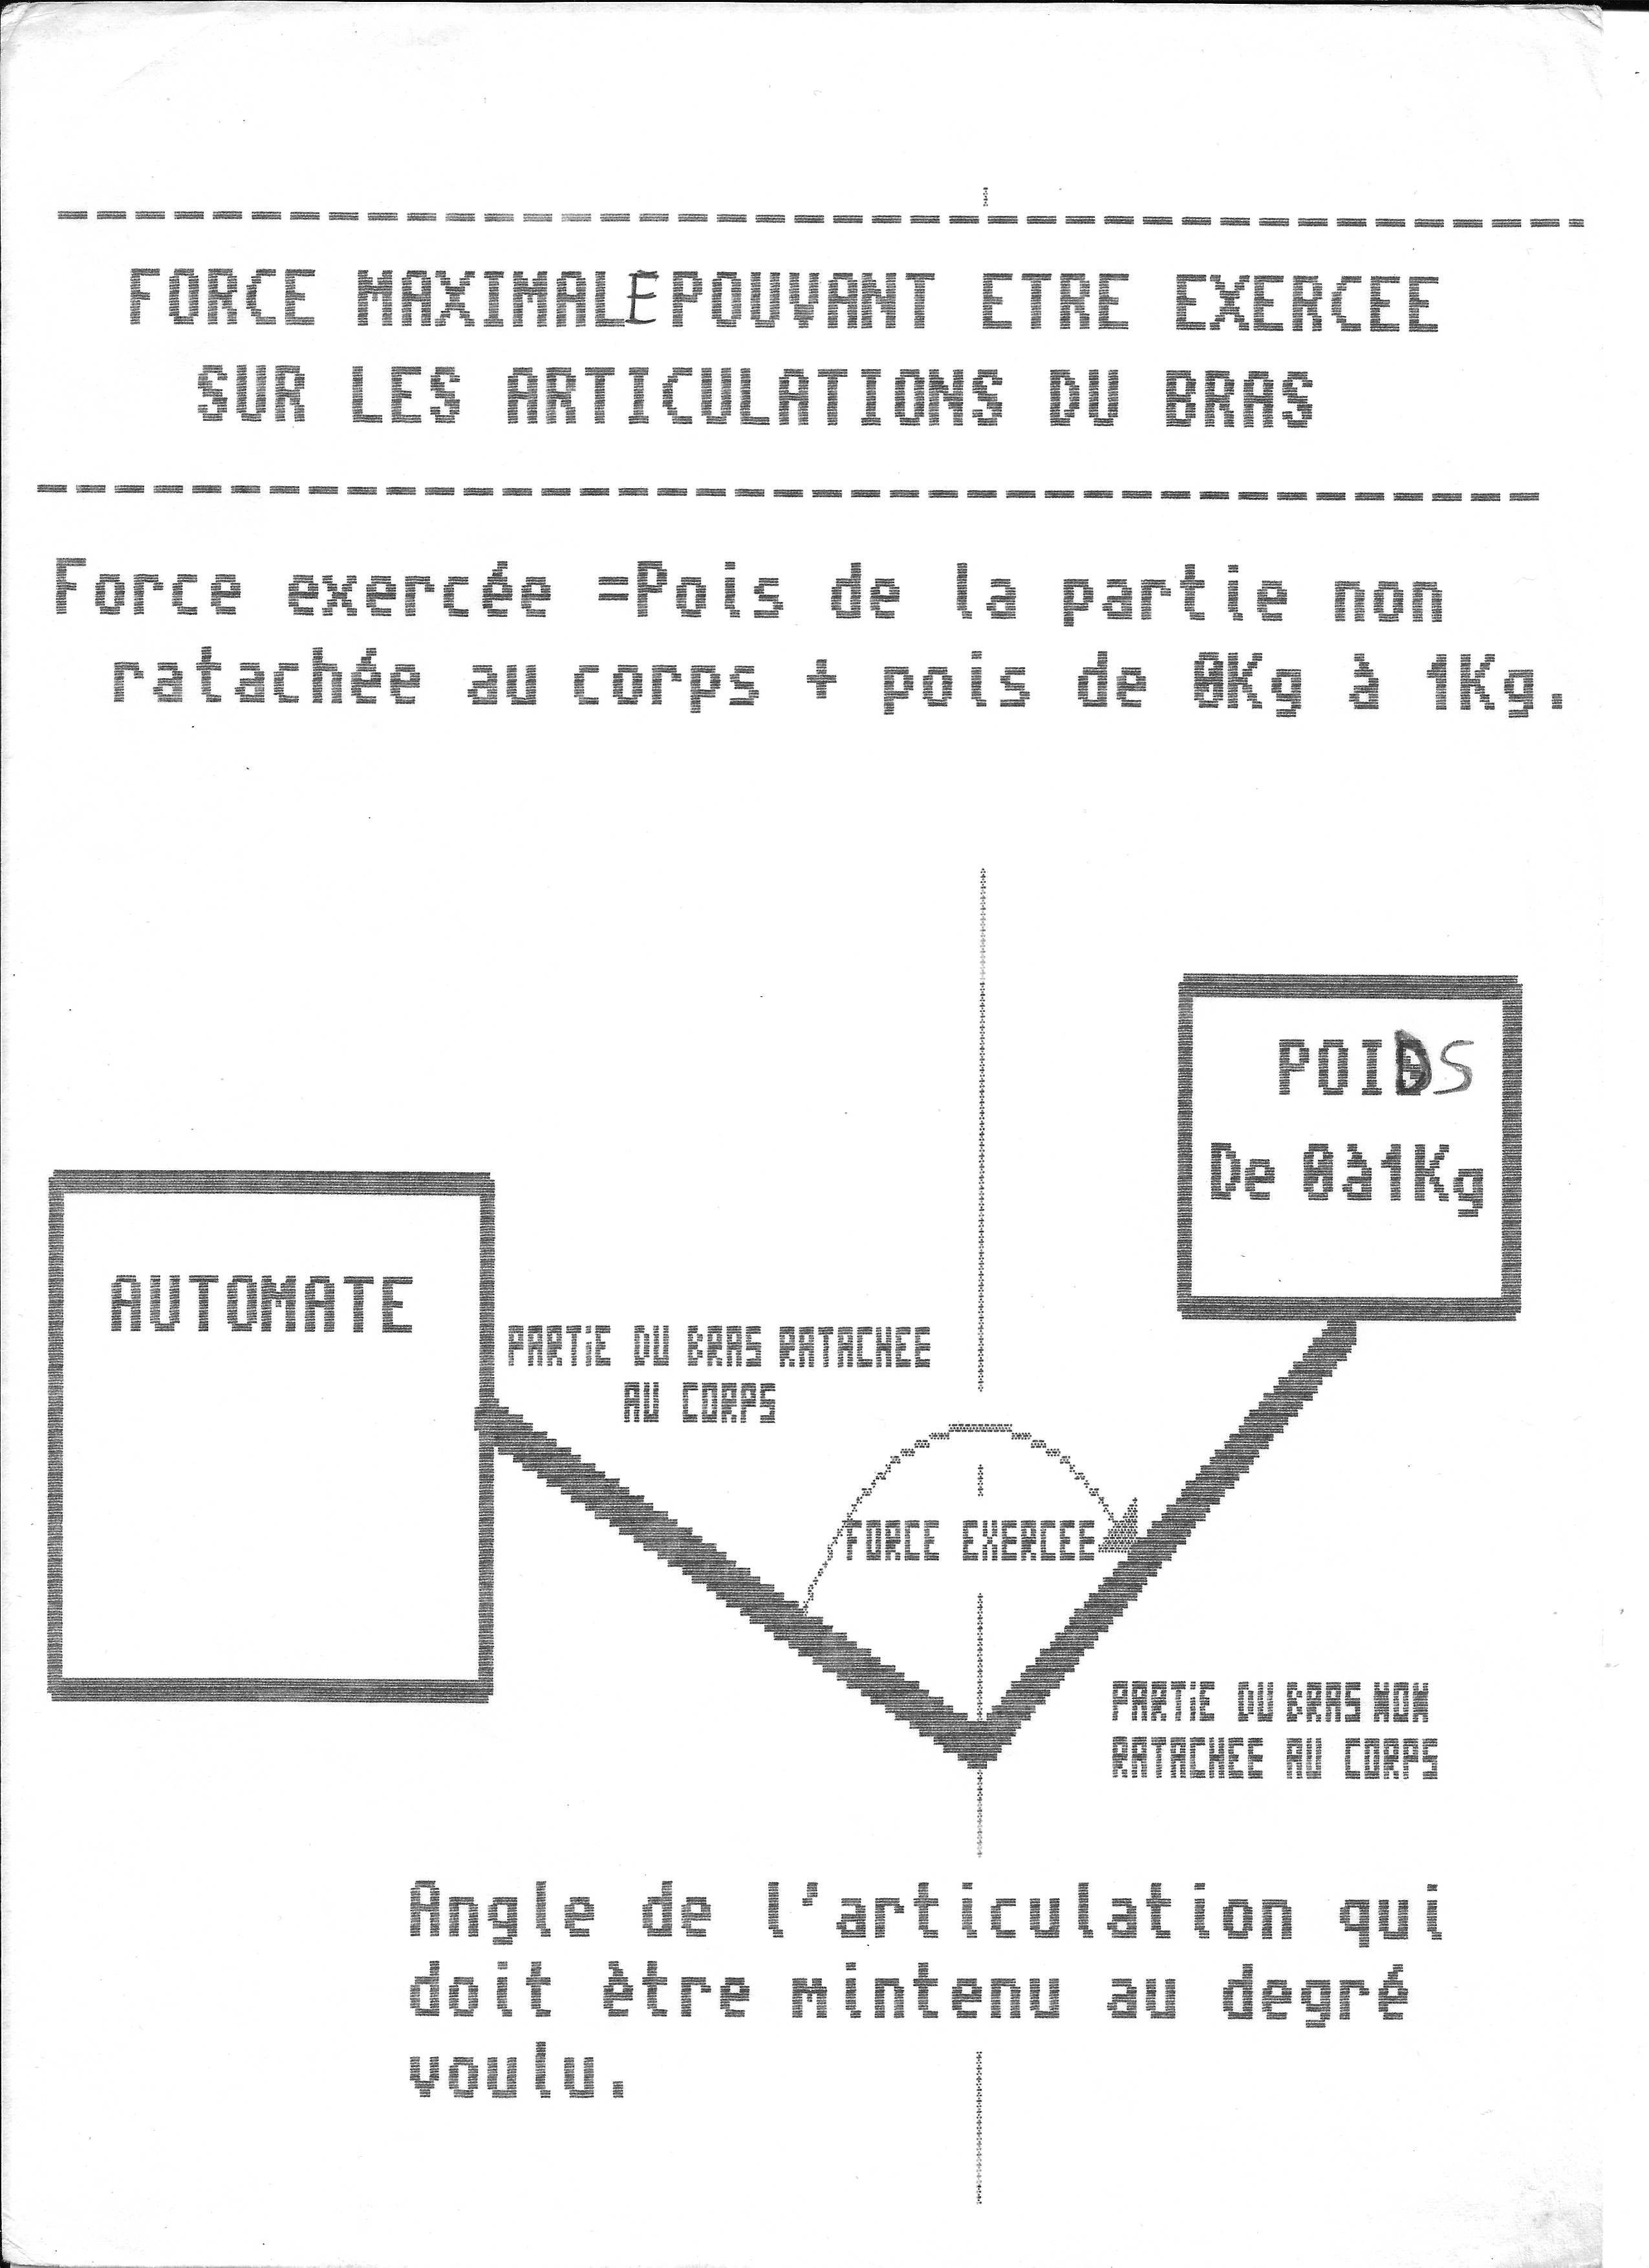 FORCE MAXIMALE POUVANT ETRE EXERCEE
SUR LES ARTICULATIONS DU BRAS
Force exercée =Pois de la partie non
ratachée au corps + pois de 0Kg à 1Kg.
POIDS
De 0à1Kg
AUTOMATE
PARTiE DU BRAS RATACHEE
AU CORPS
FORCE EXERCEE
PARTiE DU BRAS NON
RATACHEE AU CORPS
Angle de l'articulation qui
doit ètre mintenu au degré
voulu.